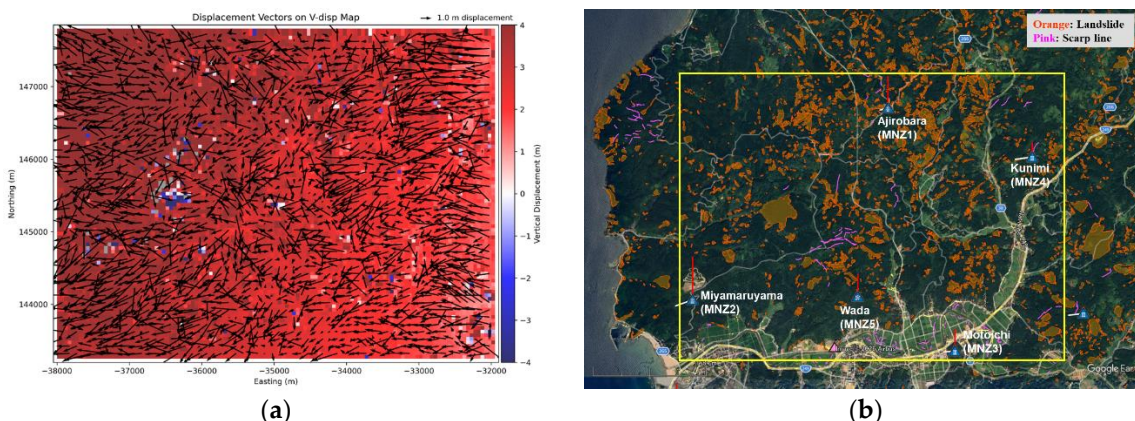 Displacement Vectors on V-disp Map
1.0 m displacement
147000
146000
145000
144000
Northing (m)
-38000
-37000
-36000
-35000
-34000
-33000
-32000
Easting (m)
4
3
2
1
0
-1
-2
-3
-4
Vertical Displacement (m)
(a)
Orange: Landslide
Pink: Scarp line
Ajirobara
(MNZ1)
Kunimi
(MNZ4)
Miyamaruyama
(MNZ2)
Wada
(MNZ5)
Motoichi
(MNZ3)
Google Eart
(b)